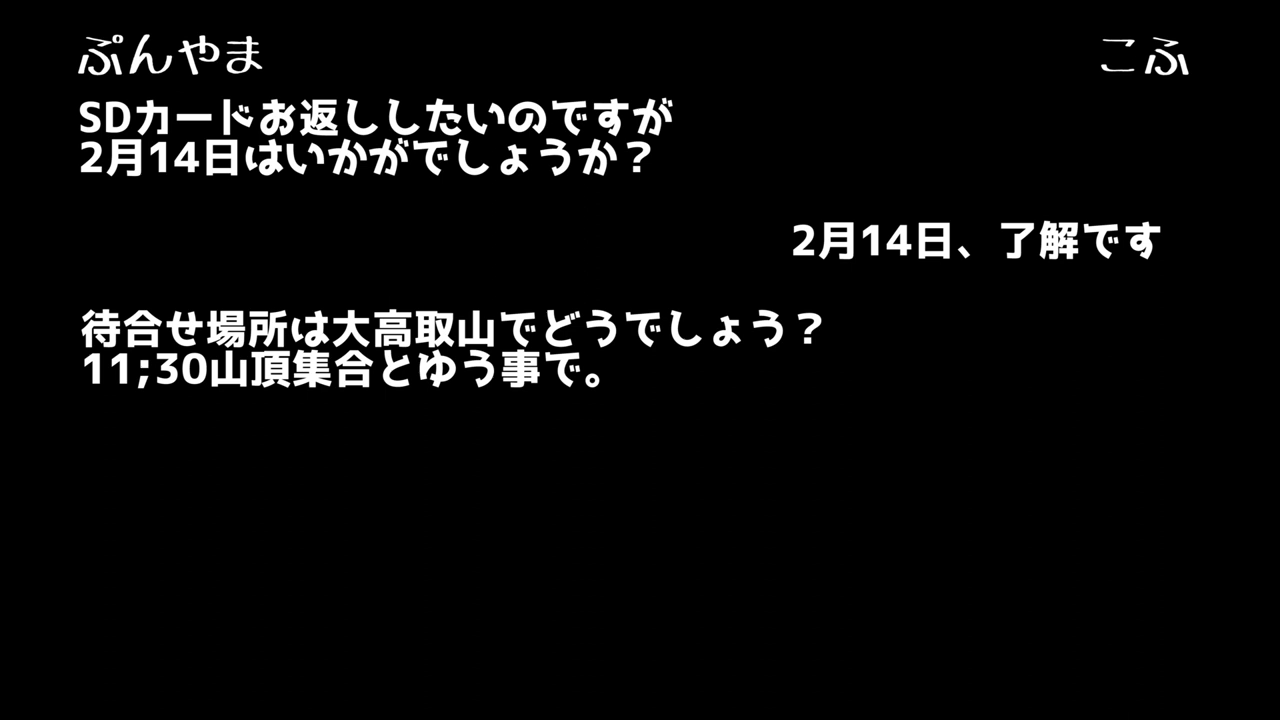 ぷんやま
こふ
SDカードお返ししたいのですが
2月14日はいかがでしょうか？
2月14日、了解です
待合せ場所は大高取山でどうでしょう？
11;30山頂集合とゆう事で。